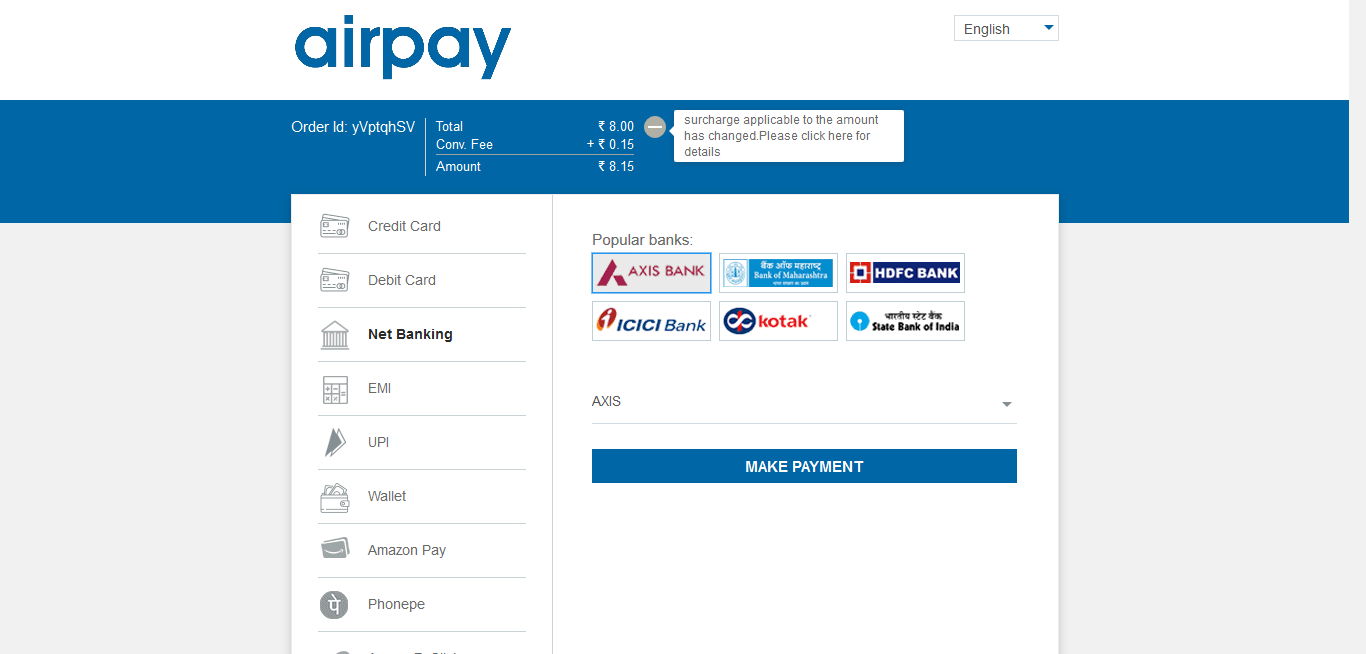 airpay
English
Order Id: yVptqhSV
Total ₹ 8.00
Conv. Fee + ₹ 0.15
Amount ₹ 8.15
surcharge applicable to the amount
has changed.Please click here for
details
Credit Card
Debit Card
Net Banking
EMI
UPI
Wallet
Amazon Pay
पे
Phonepe
Popular banks:
AXIS BANK
बैंक ऑफ महाराष्ट्र
Bank of Maharashtra
HDFC BANK
ICICI Bank
kotak
भारतीय स्टेट बैंक
State Bank of India
AXIS
MAKE PAYMENT